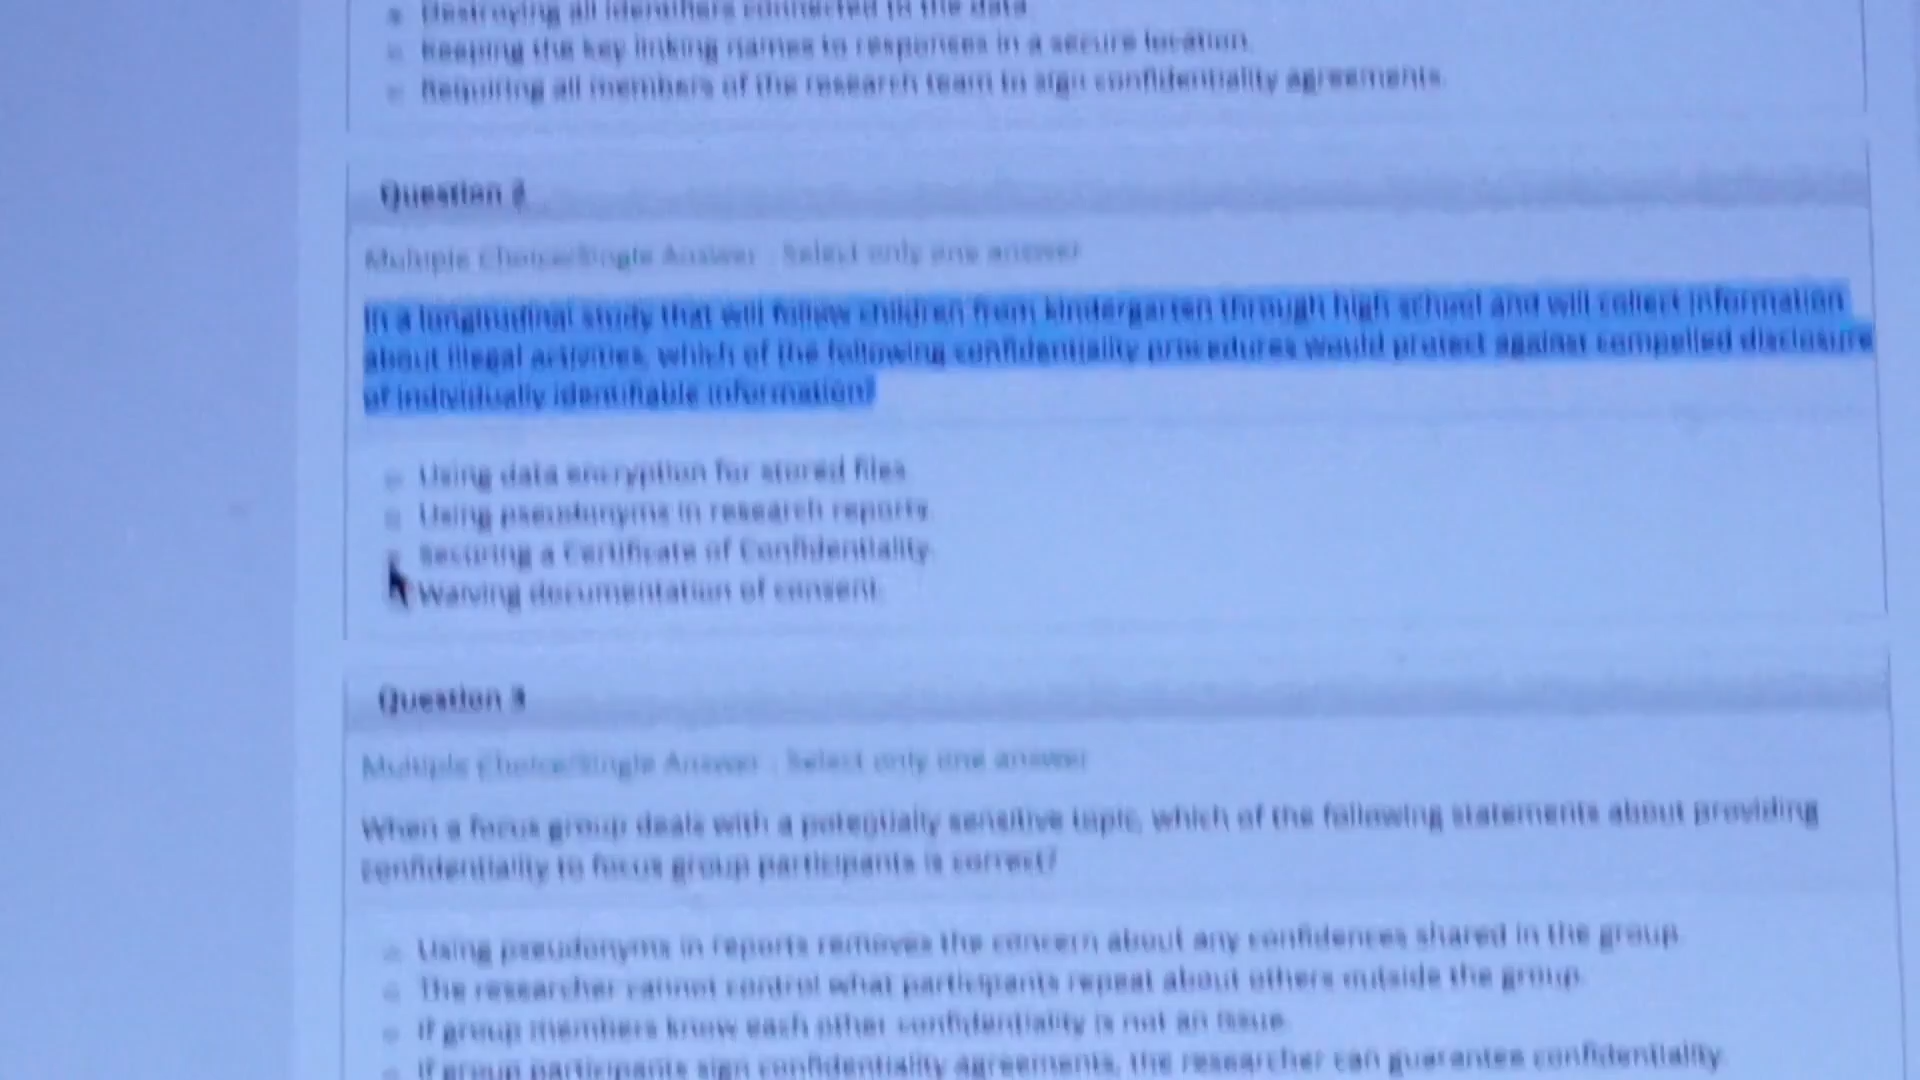 Destroying all identifiers connected to the data.
Keeping the key linking names to responses in a secure location.
Requiring all members of the research team to sign confidentiality agreements.
Question 2
Multiple Choice/Single Answer - Select only one answer
In a longitudinal study that will follow children from kindergarten through high school and will collect information
about illegal activities, which of the following confidentiality procedures would protect against compelled disclosure
of individually identifiable information?
Using data encryption for stored files.
Using pseudonyms in research reports.
Securing a Certificate of Confidentiality.
Waiving documentation of consent.
Question 3
Multiple Choice/Single Answer - Select only one answer
When a focus group deals with a potentially sensitive topic, which of the following statements about providing
confidentiality to focus group participants is correct?
Using pseudonyms in reports removes the concern about any confidences shared in the group.
The researcher cannot control what participants repeat about others outside the group.
If group members know each other confidentiality is not an issue.
If group participants sign confidentiality agreements, the researcher can guarantee confidentiality.